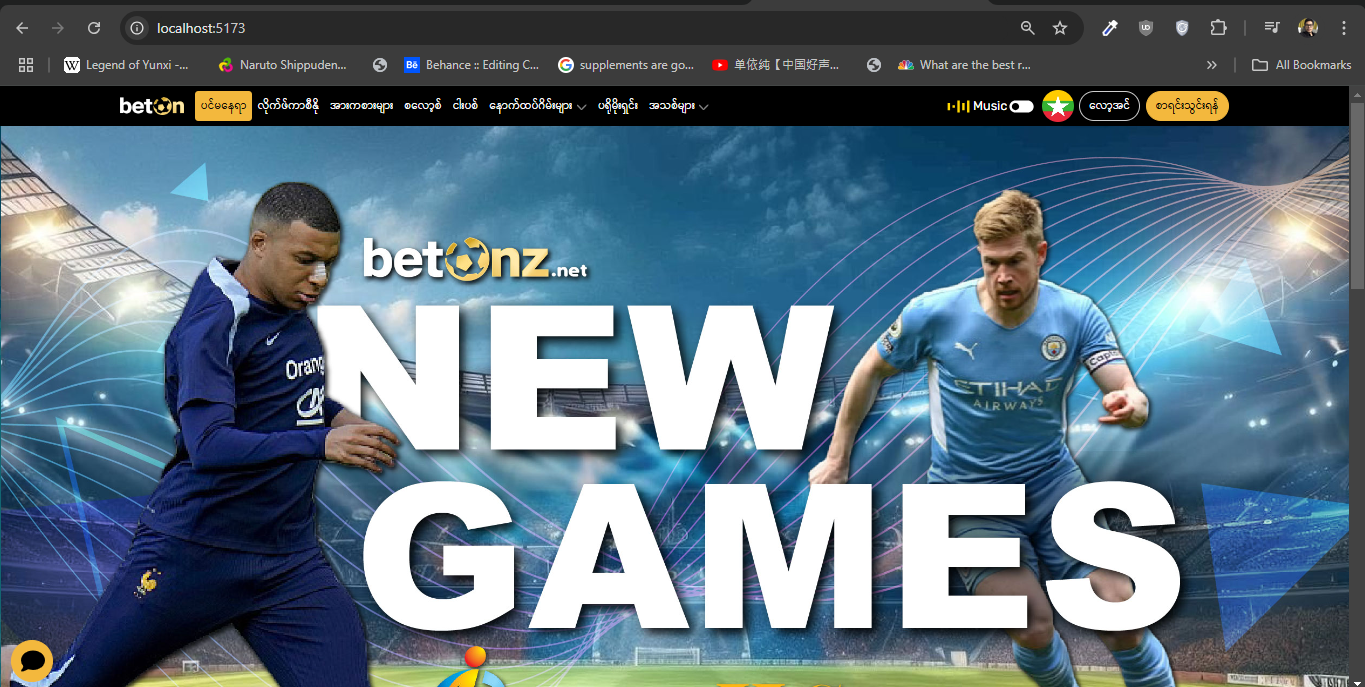 localhost:5173
Legend of Yunxi -...
Naruto Shippuden...
Behance :: Editing C...
supplements are go...
单依纯【中国好声...
What are the best r...
All Bookmarks
betOn
ပင်မနေရာ
လိုက်ဖ်ကာစီနို
အားကစားများ
စလော့စ်
ငါးပစ်
နောက်ထပ်ဂိမ်းများ
ပရိုမိုးရှင်း
အသစ်များ
Music
လော့အင်
စာရင်းသွင်းရန်
betOnz.net
NEW
GAMES
Orang
Capta
ETIHAD
AIRWAYS